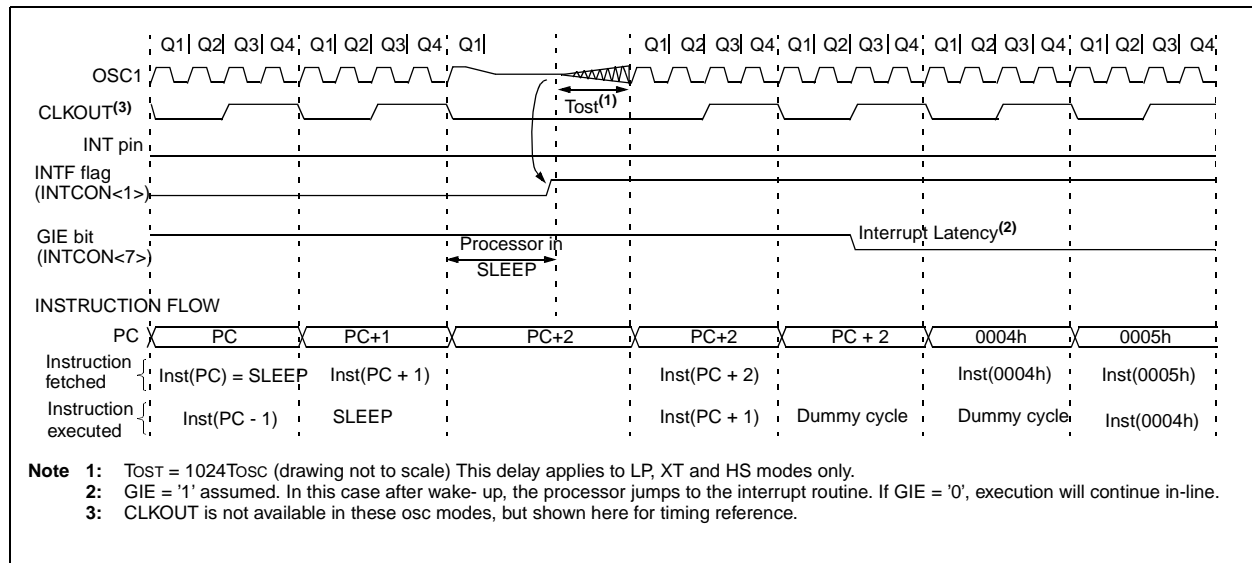 Q1 Q2 Q3 Q4 Q1 Q2 Q3 Q4 Q1 Q1 Q2 Q3 Q4 Q1 Q2 Q3 Q4 Q1 Q2 Q3 Q4 Q1 Q2 Q3 Q4
OSC1
TOST(1)
CLKOUT(3)
INT pin
INTF flag
(INTCON<1>)
GIE bit
(INTCON<7>)
Interrupt Latency(2)
Processor in
SLEEP
INSTRUCTION FLOW
PC PC PC+1 PC+2 PC+2 PC + 2 0004h 0005h
Instruction
fetched
Inst(PC) = SLEEP Inst(PC + 1) Inst(PC + 2) Inst(0004h) Inst(0005h)
Instruction
executed
Inst(PC - 1) SLEEP Inst(PC + 1) Dummy cycle Dummy cycle Inst(0004h)
Note 1: TOST = 1024TOSC (drawing not to scale) This delay applies to LP, XT and HS modes only.
2: GIE = '1' assumed. In this case after wake- up, the processor jumps to the interrupt routine. If GIE = '0', execution will continue in-line.
3: CLKOUT is not available in these osc modes, but shown here for timing reference.